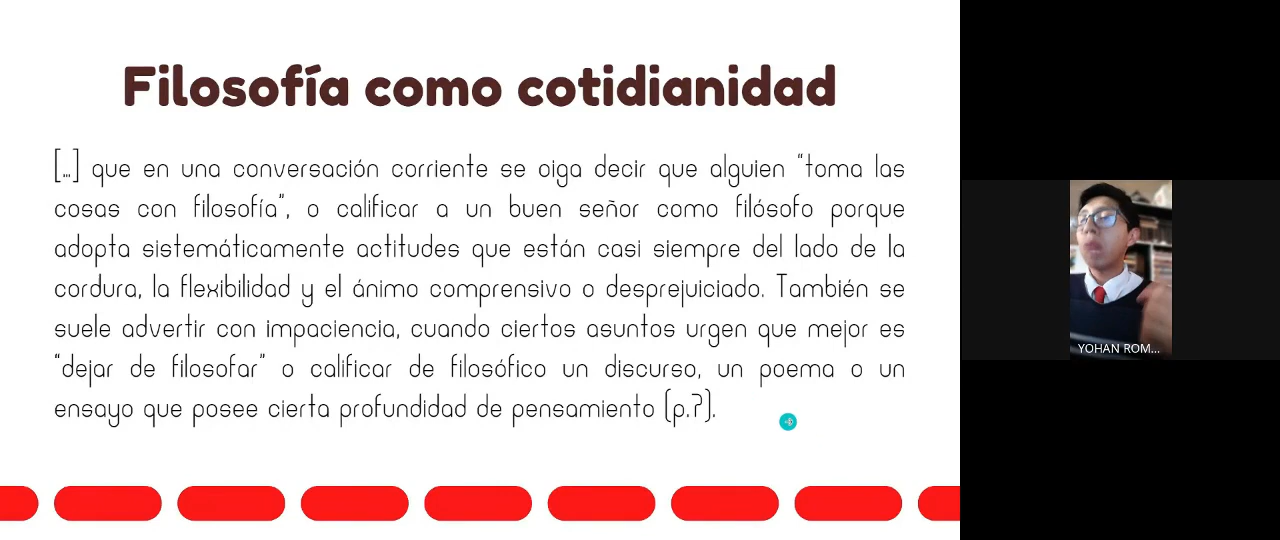 Filosofía como cotidianidad
[...] que en una conversación corriente se oiga decir que alguien "toma las
cosas con filosofía", o calificar a un buen señor como filósofo porque
adopta sistemáticamente actitudes que están casi siempre del lado de la
cordura, la flexibilidad y el ánimo comprensivo o desprejuiciado. También se
suele advertir con impaciencia, cuando ciertos asuntos urgen que mejor es
"dejar de filosofar" o calificar de filosófico un discurso, un poema o un
ensayo que posee cierta profundidad de pensamiento (p.7).
YOHAN ROM...